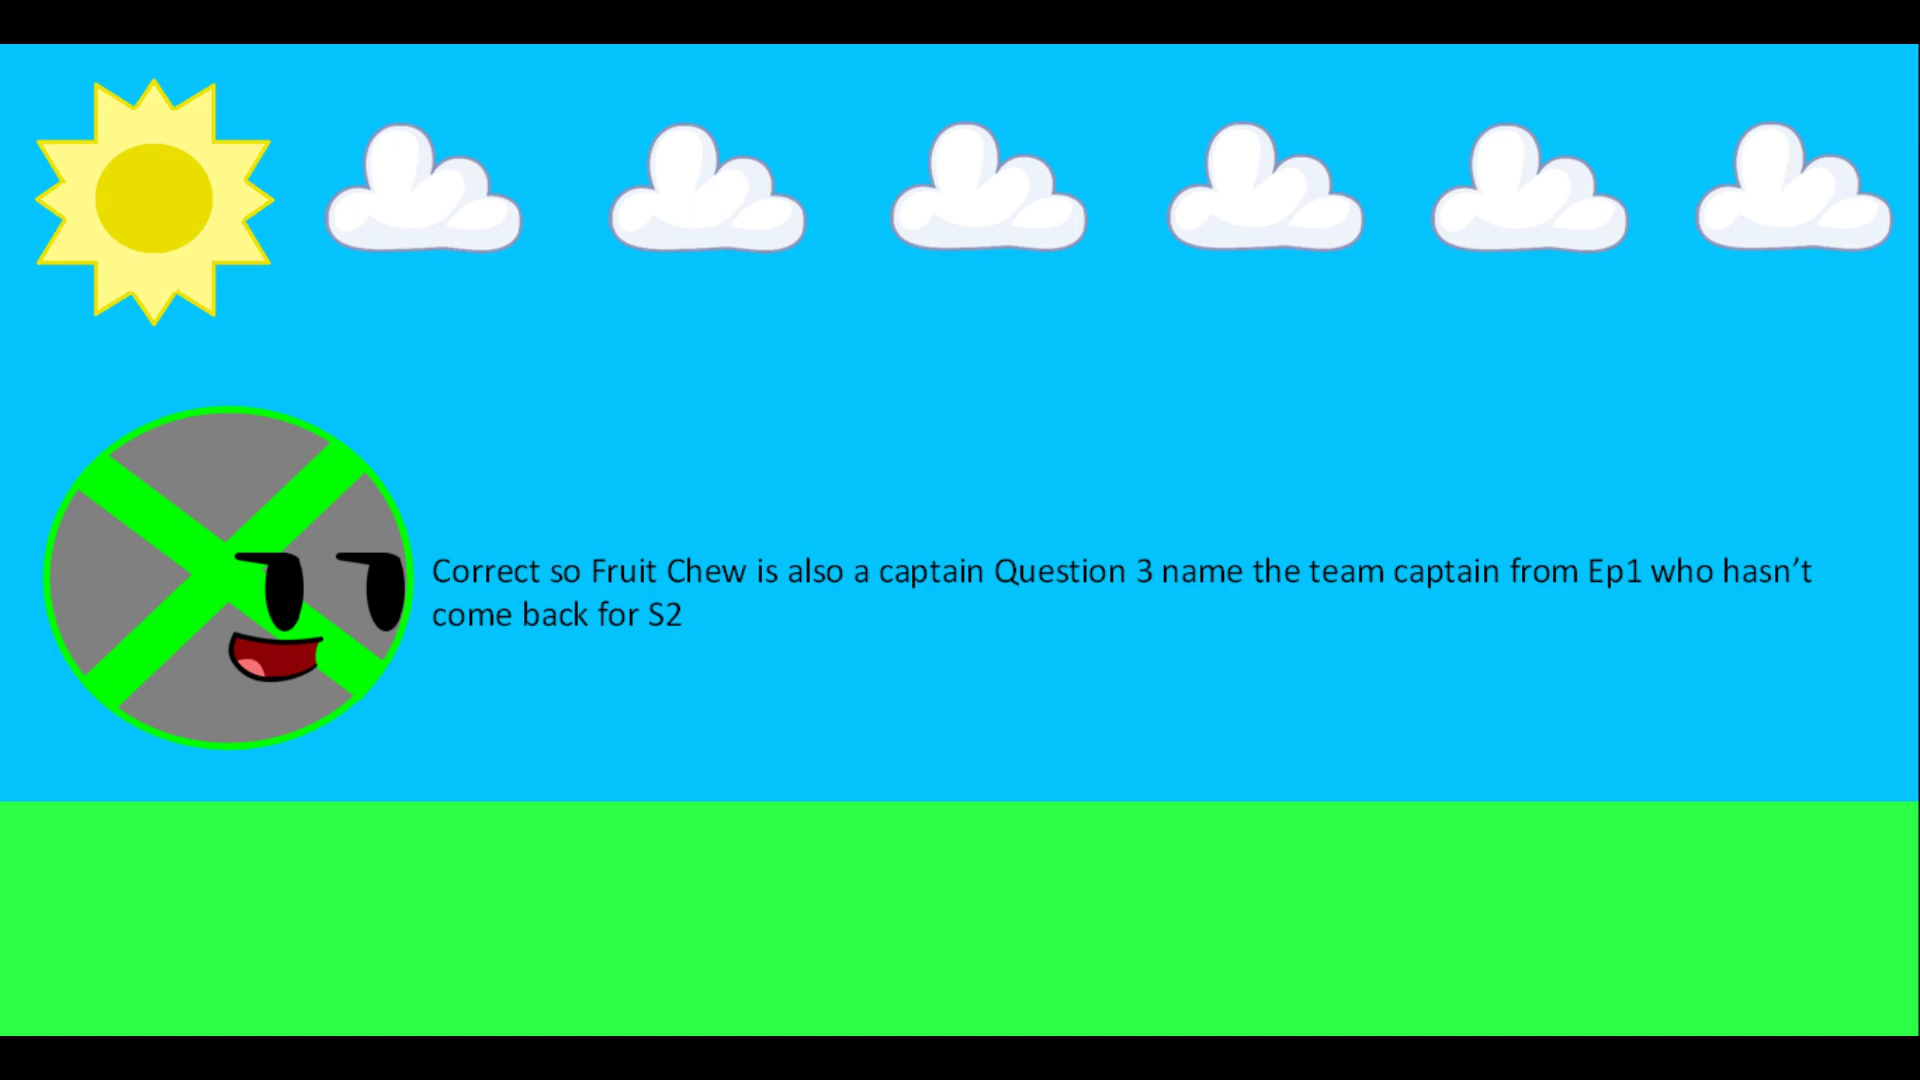 Correct so Fruit Chew is also a captain Question 3 name the team captain from Ep1 who hasn’t
come back for S2